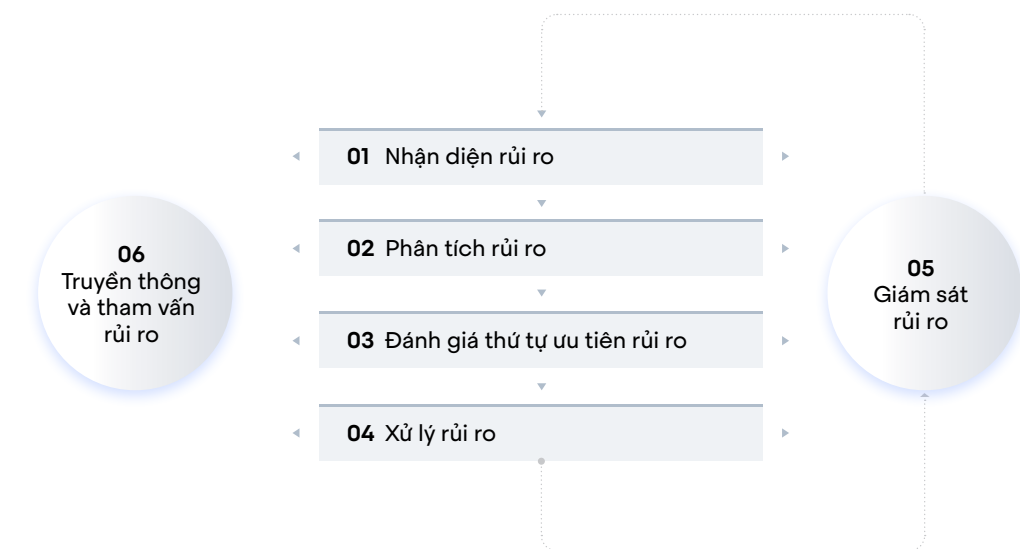 01 Nhận diện rủi ro
02 Phân tích rủi ro
03 Đánh giá thứ tự ưu tiên rủi ro
04 Xử lý rủi ro
05
Giám sát
rủi ro
06
Truyền thông
và tham vấn
rủi ro